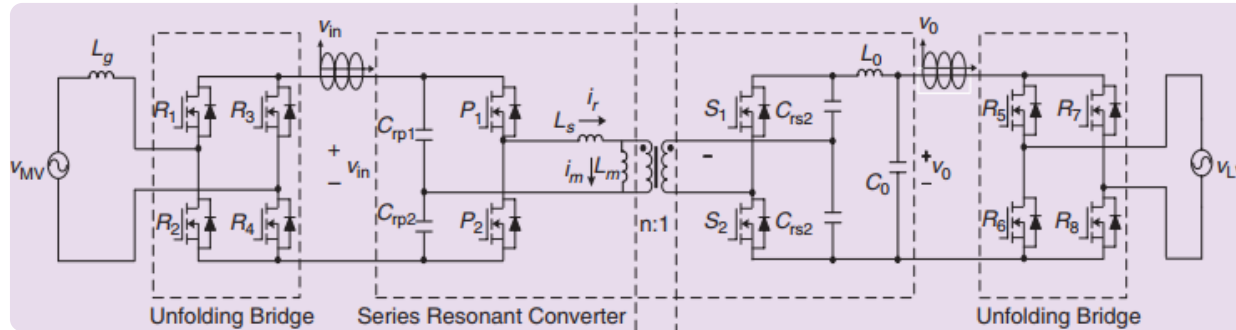 v_in
v_0
L_g
L_0
R_1
R_3
C_rp1
P_1
L_s
i_r
S_1
C_rs2
R_5
R_7
v_MV
+
v_in
−
i_m
L_m
-
+
v_0
−
C_0
R_2
R_4
C_rp2
P_2
n:1
S_2
C_rs2
R_6
R_8
Unfolding Bridge
Series Resonant Converter
Unfolding Bridge